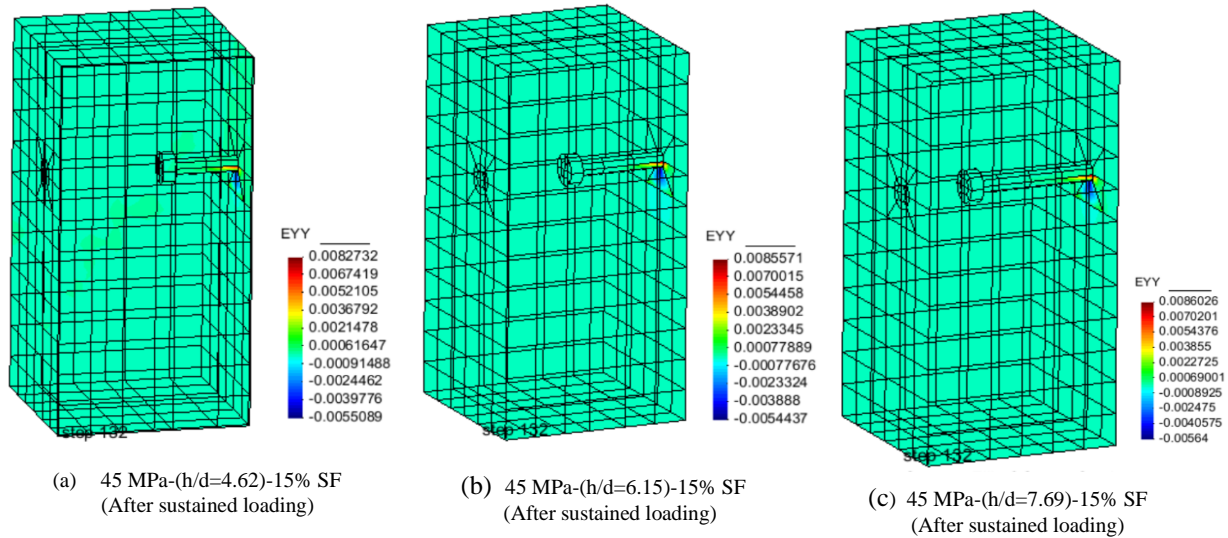 EYY
0.0082732
0.0067419
0.0052105
0.0036792
0.0021478
0.00061647
-0.00091488
-0.0024462
-0.0039776
-0.0055089
step 132
(a) 45 MPa-(h/d=4.62)-15% SF
(After sustained loading)
EYY
0.0085571
0.0070015
0.0054458
0.0038902
0.0023345
0.00077889
-0.00077676
-0.0023324
-0.003888
-0.0054437
step 132
(b) 45 MPa-(h/d=6.15)-15% SF
(After sustained loading)
EYY
0.0086026
0.0070201
0.0054376
0.003855
0.0022725
0.00069001
-0.0008925
-0.002475
-0.0040575
-0.00564
step 132
(c) 45 MPa-(h/d=7.69)-15% SF
(After sustained loading)